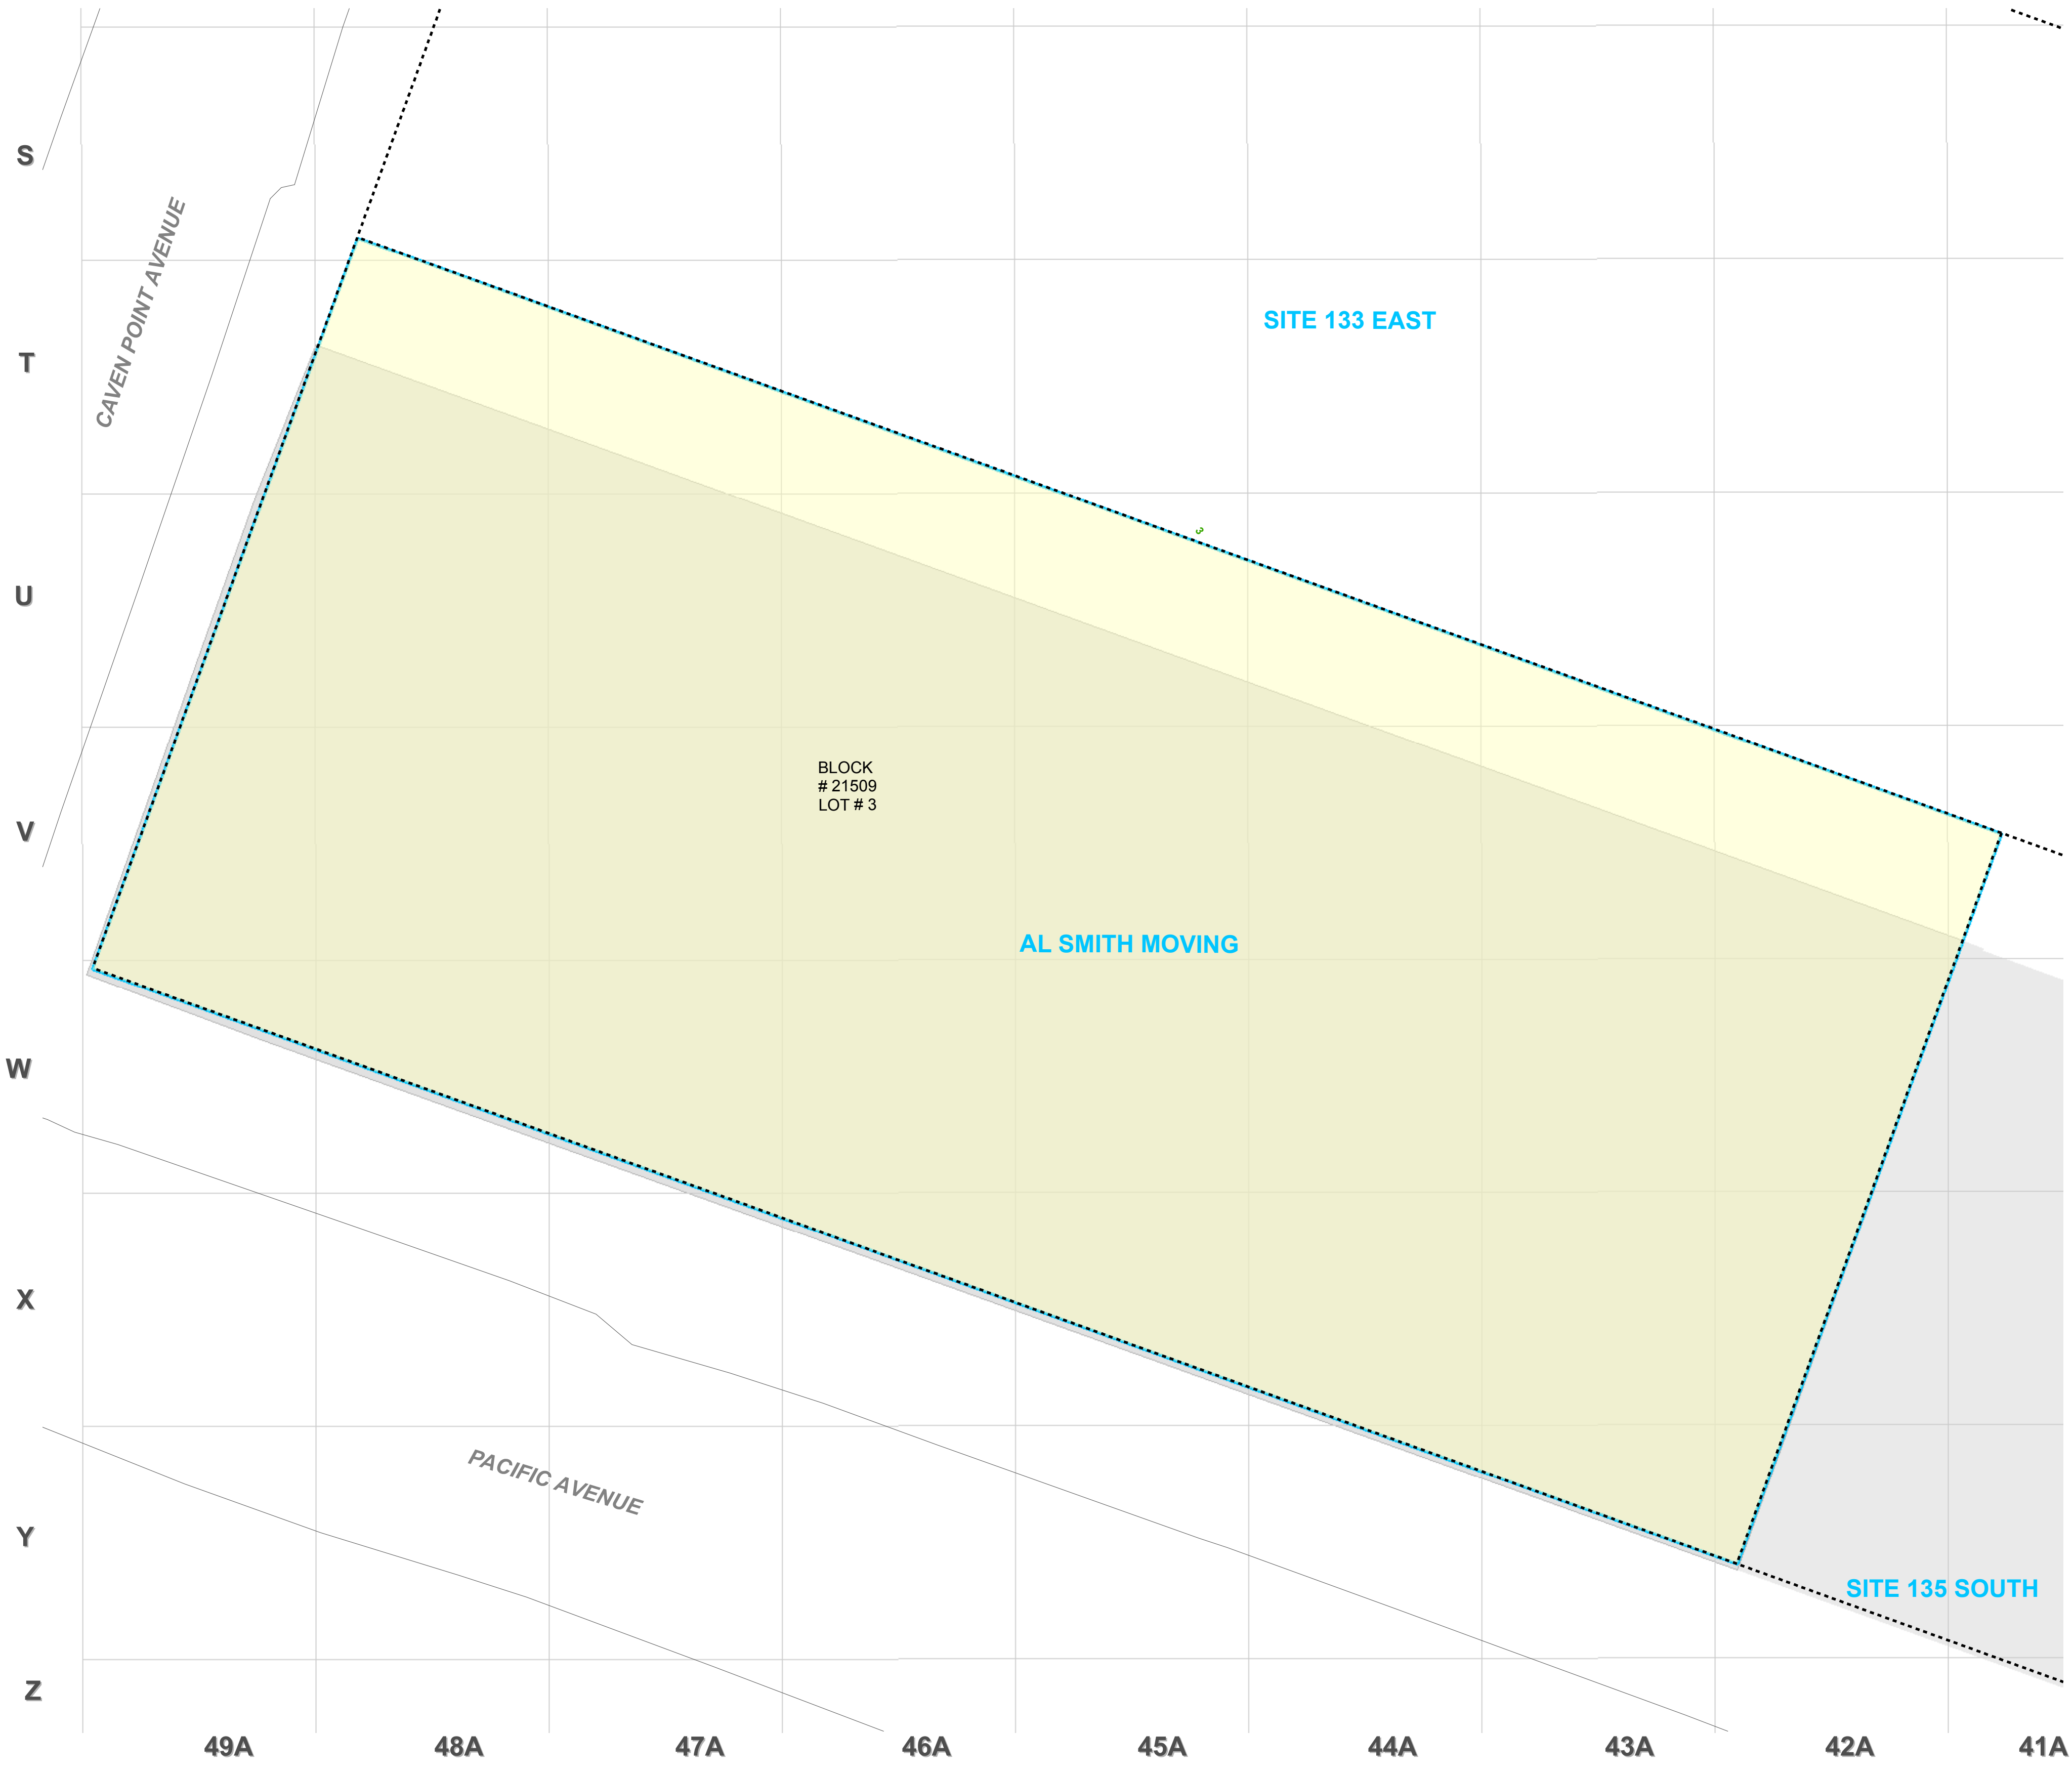 S
CAVEN POINT AVENUE
SITE 133 EAST
T
U
BLOCK
# 21509
LOT # 3
V
AL SMITH MOVING
W
X
PACIFIC AVENUE
Y
SITE 135 SOUTH
Z
49A 48A 47A 46A 45A 44A 43A 42A 41A